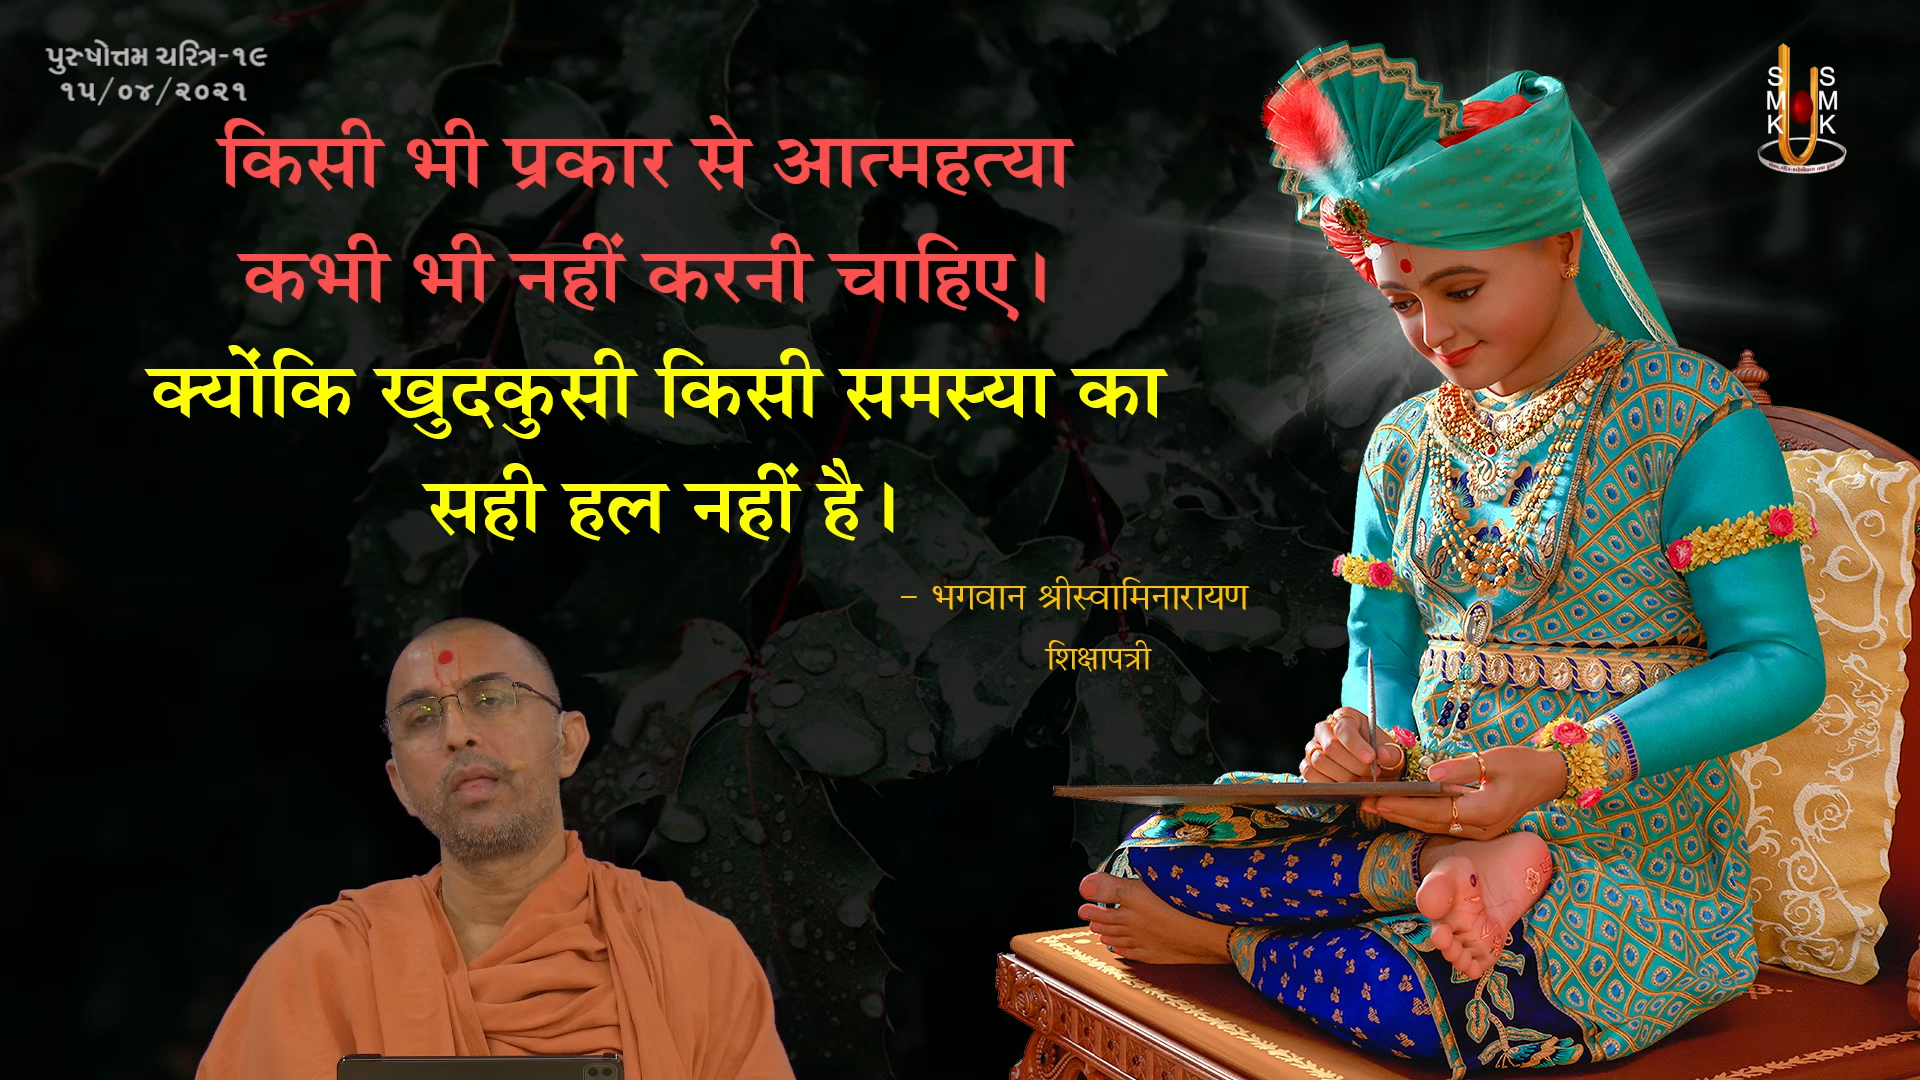 પુરુષોત્તમ ચરિત્ર-૧૯
૧૫/૦૪/૨૦૨૧
किसी भी प्रकार से आत्महत्या
कभी भी नहीं करनी चाहिए।
क्योंकि खुदकुसी किसी समस्या का
सही हल नहीं है।
– भगवान श्रीस्वामिनारायण
शिक्षापत्री
S S
M M
K K